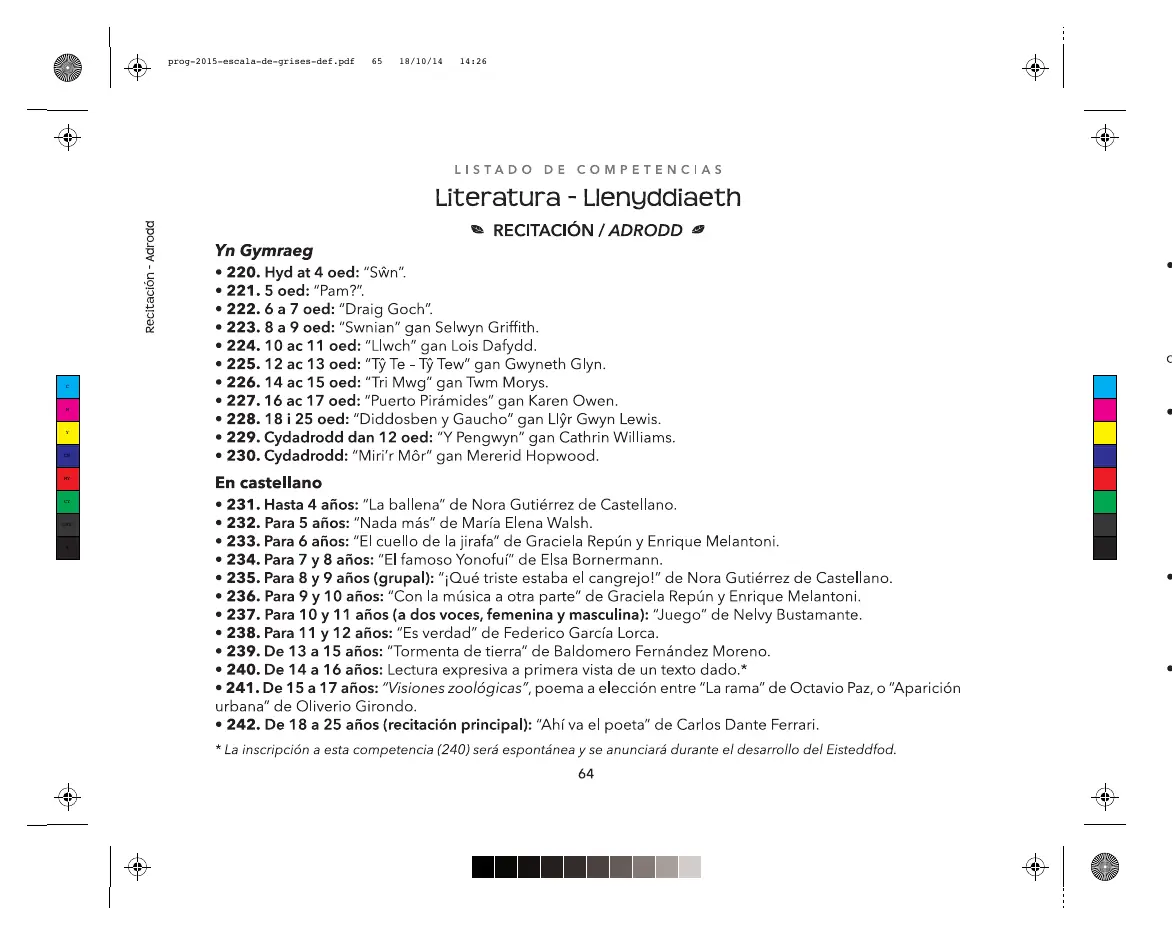 prog-2015-escala-de-grises-def.pdf 65 18/10/14 14:26
LISTADO DE COMPETENCIAS
Literatura - Llenyddiaeth
RECITACIÓN / ADRODD
Recitación - Adrodd
Yn Gymraeg
• 220. Hyd at 4 oed: “Sŵn”.
• 221. 5 oed: “Pam?”.
• 222. 6 a 7 oed: “Draig Goch”.
• 223. 8 a 9 oed: “Swnian” gan Selwyn Griffith.
• 224. 10 ac 11 oed: “Llwch” gan Lois Dafydd.
• 225. 12 ac 13 oed: “Tŷ Te – Tŷ Tew” gan Gwyneth Glyn.
• 226. 14 ac 15 oed: “Tri Mwg” gan Twm Morys.
• 227. 16 ac 17 oed: “Puerto Pirámides” gan Karen Owen.
• 228. 18 i 25 oed: “Diddosben y Gaucho” gan Llŷr Gwyn Lewis.
• 229. Cydadrodd dan 12 oed: “Y Pengwyn” gan Cathrin Williams.
• 230. Cydadrodd: “Miri’r Môr” gan Mererid Hopwood.
En castellano
• 231. Hasta 4 años: “La ballena” de Nora Gutiérrez de Castellano.
• 232. Para 5 años: “Nada más” de María Elena Walsh.
• 233. Para 6 años: “El cuello de la jirafa” de Graciela Repún y Enrique Melantoni.
• 234. Para 7 y 8 años: “El famoso Yonofuí” de Elsa Bornermann.
• 235. Para 8 y 9 años (grupal): “¡Qué triste estaba el cangrejo!” de Nora Gutiérrez de Castellano.
• 236. Para 9 y 10 años: “Con la música a otra parte” de Graciela Repún y Enrique Melantoni.
• 237. Para 10 y 11 años (a dos voces, femenina y masculina): “Juego” de Nelvy Bustamante.
• 238. Para 11 y 12 años: “Es verdad” de Federico García Lorca.
• 239. De 13 a 15 años: “Tormenta de tierra” de Baldomero Fernández Moreno.
• 240. De 14 a 16 años: Lectura expresiva a primera vista de un texto dado.*
• 241. De 15 a 17 años: “Visiones zoológicas”, poema a elección entre “La rama” de Octavio Paz, o “Aparición
urbana” de Oliverio Girondo.
• 242. De 18 a 25 años (recitación principal): “Ahí va el poeta” de Carlos Dante Ferrari.
* La inscripción a esta competencia (240) será espontánea y se anunciará durante el desarrollo del Eisteddfod.
64